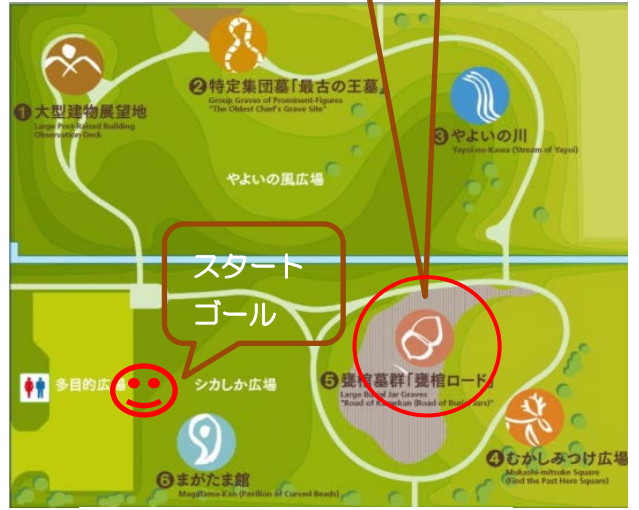 ❷特定集団墓「最古の王墓」
Group Graves of Prominent-Figures
"The Oldest Chief's Grave Site"
❶大型建物展望地
Large Post-Raised Building
Observation Deck
❸やよいの川
Yayoi-no-Kawa (Stream of Yayoi)
やよいの風広場
スタート
ゴール
多目的広場
シカしか広場
❺甕棺墓群「甕棺ロード」
Large Burial Jar Graves
"Road of Kamekan (Road of Burial Jars)"
❹むかしみつけ広場
Mukashi-mitsuke Square
(Find the Past Here Square)
❻まがたま館
Magatama-Kan (Pavilion of Curved Beads)